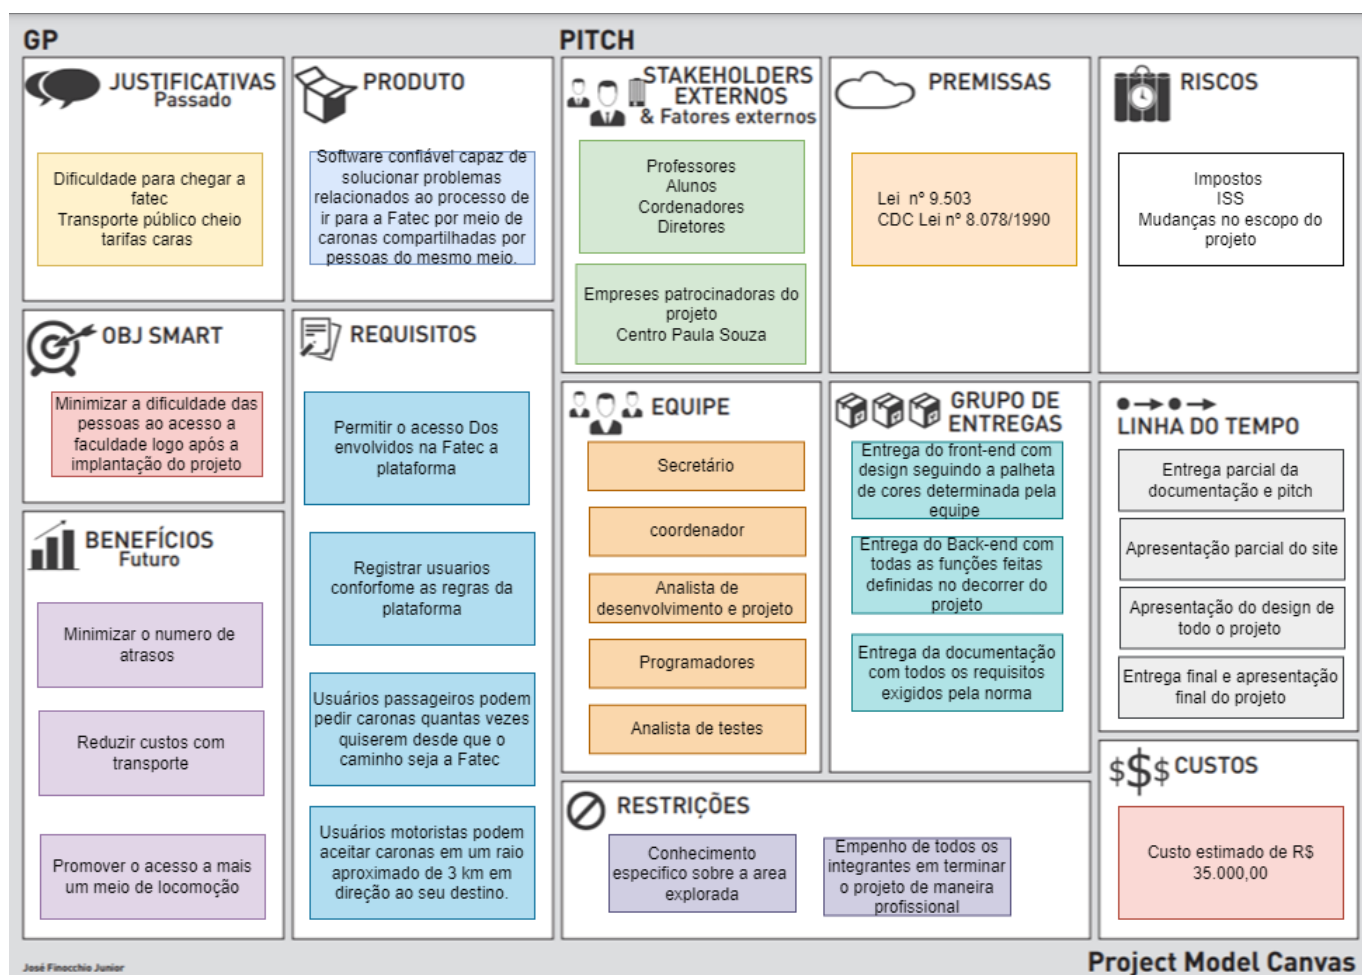 GP
PITCH
JUSTIFICATIVAS
Passado
Dificuldade para chegar a
fatec
Transporte público cheio
tarifas caras
PRODUTO
Software confiável capaz de
solucionar problemas
relacionados ao processo de
ir para a Fatec por meio de
caronas compartilhadas por
pessoas do mesmo meio.
STAKEHOLDERS
EXTERNOS
& Fatores externos
Professores
Alunos
Cordenadores
Diretores
Empreses patrocinadoras do
projeto
Centro Paula Souza
PREMISSAS
Lei nº 9.503
CDC Lei nº 8.078/1990
RISCOS
Impostos
ISS
Mudanças no escopo do
projeto
OBJ SMART
Minimizar a dificuldade das
pessoas ao acesso a
faculdade logo após a
implantação do projeto
REQUISITOS
Permitir o acesso Dos
envolvidos na Fatec a
plataforma
Registrar usuarios
conforfome as regras da
plataforma
Usuários passageiros podem
pedir caronas quantas vezes
quiserem desde que o
caminho seja a Fatec
Usuários motoristas podem
aceitar caronas em um raio
aproximado de 3 km em
direção ao seu destino.
BENEFÍCIOS
Futuro
Minimizar o numero de
atrasos
Reduzir custos com
transporte
Promover o acesso a mais
um meio de locomoção
EQUIPE
Secretário
coordenador
Analista de
desenvolvimento e projeto
Programadores
Analista de testes
GRUPO DE
ENTREGAS
Entrega do front-end com
design seguindo a palheta
de cores determinada pela
equipe
Entrega do Back-end com
todas as funções feitas
definidas no decorrer do
projeto
Entrega da documentação
com todos os requisitos
exigidos pela norma
LINHA DO TEMPO
Entrega parcial da
documentação e pitch
Apresentação parcial do site
Apresentação do design de
todo o projeto
Entrega final e apresentação
final do projeto
RESTRIÇÕES
Conhecimento
especifico sobre a area
explorada
Empenho de todos os
integrantes em terminar
o projeto de maneira
profissional
$$$ CUSTOS
Custo estimado de R$
35.000,00
José Finocchio Junior
Project Model Canvas